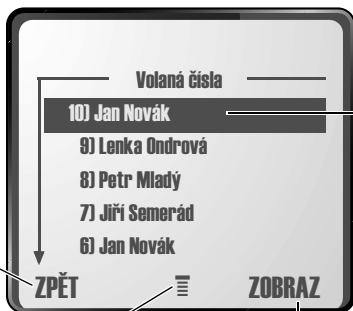 Volaná čísla
10) Jan Novák
9) Lenka Ondrová
8) Petr Mladý
7) Jiří Semerád
6) Jan Novák
ZPĚT ZOBRAZ